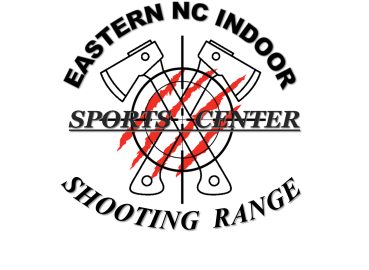 EASTERN NC INDOOR
SPORTS CENTER
SHOOTING RANGE